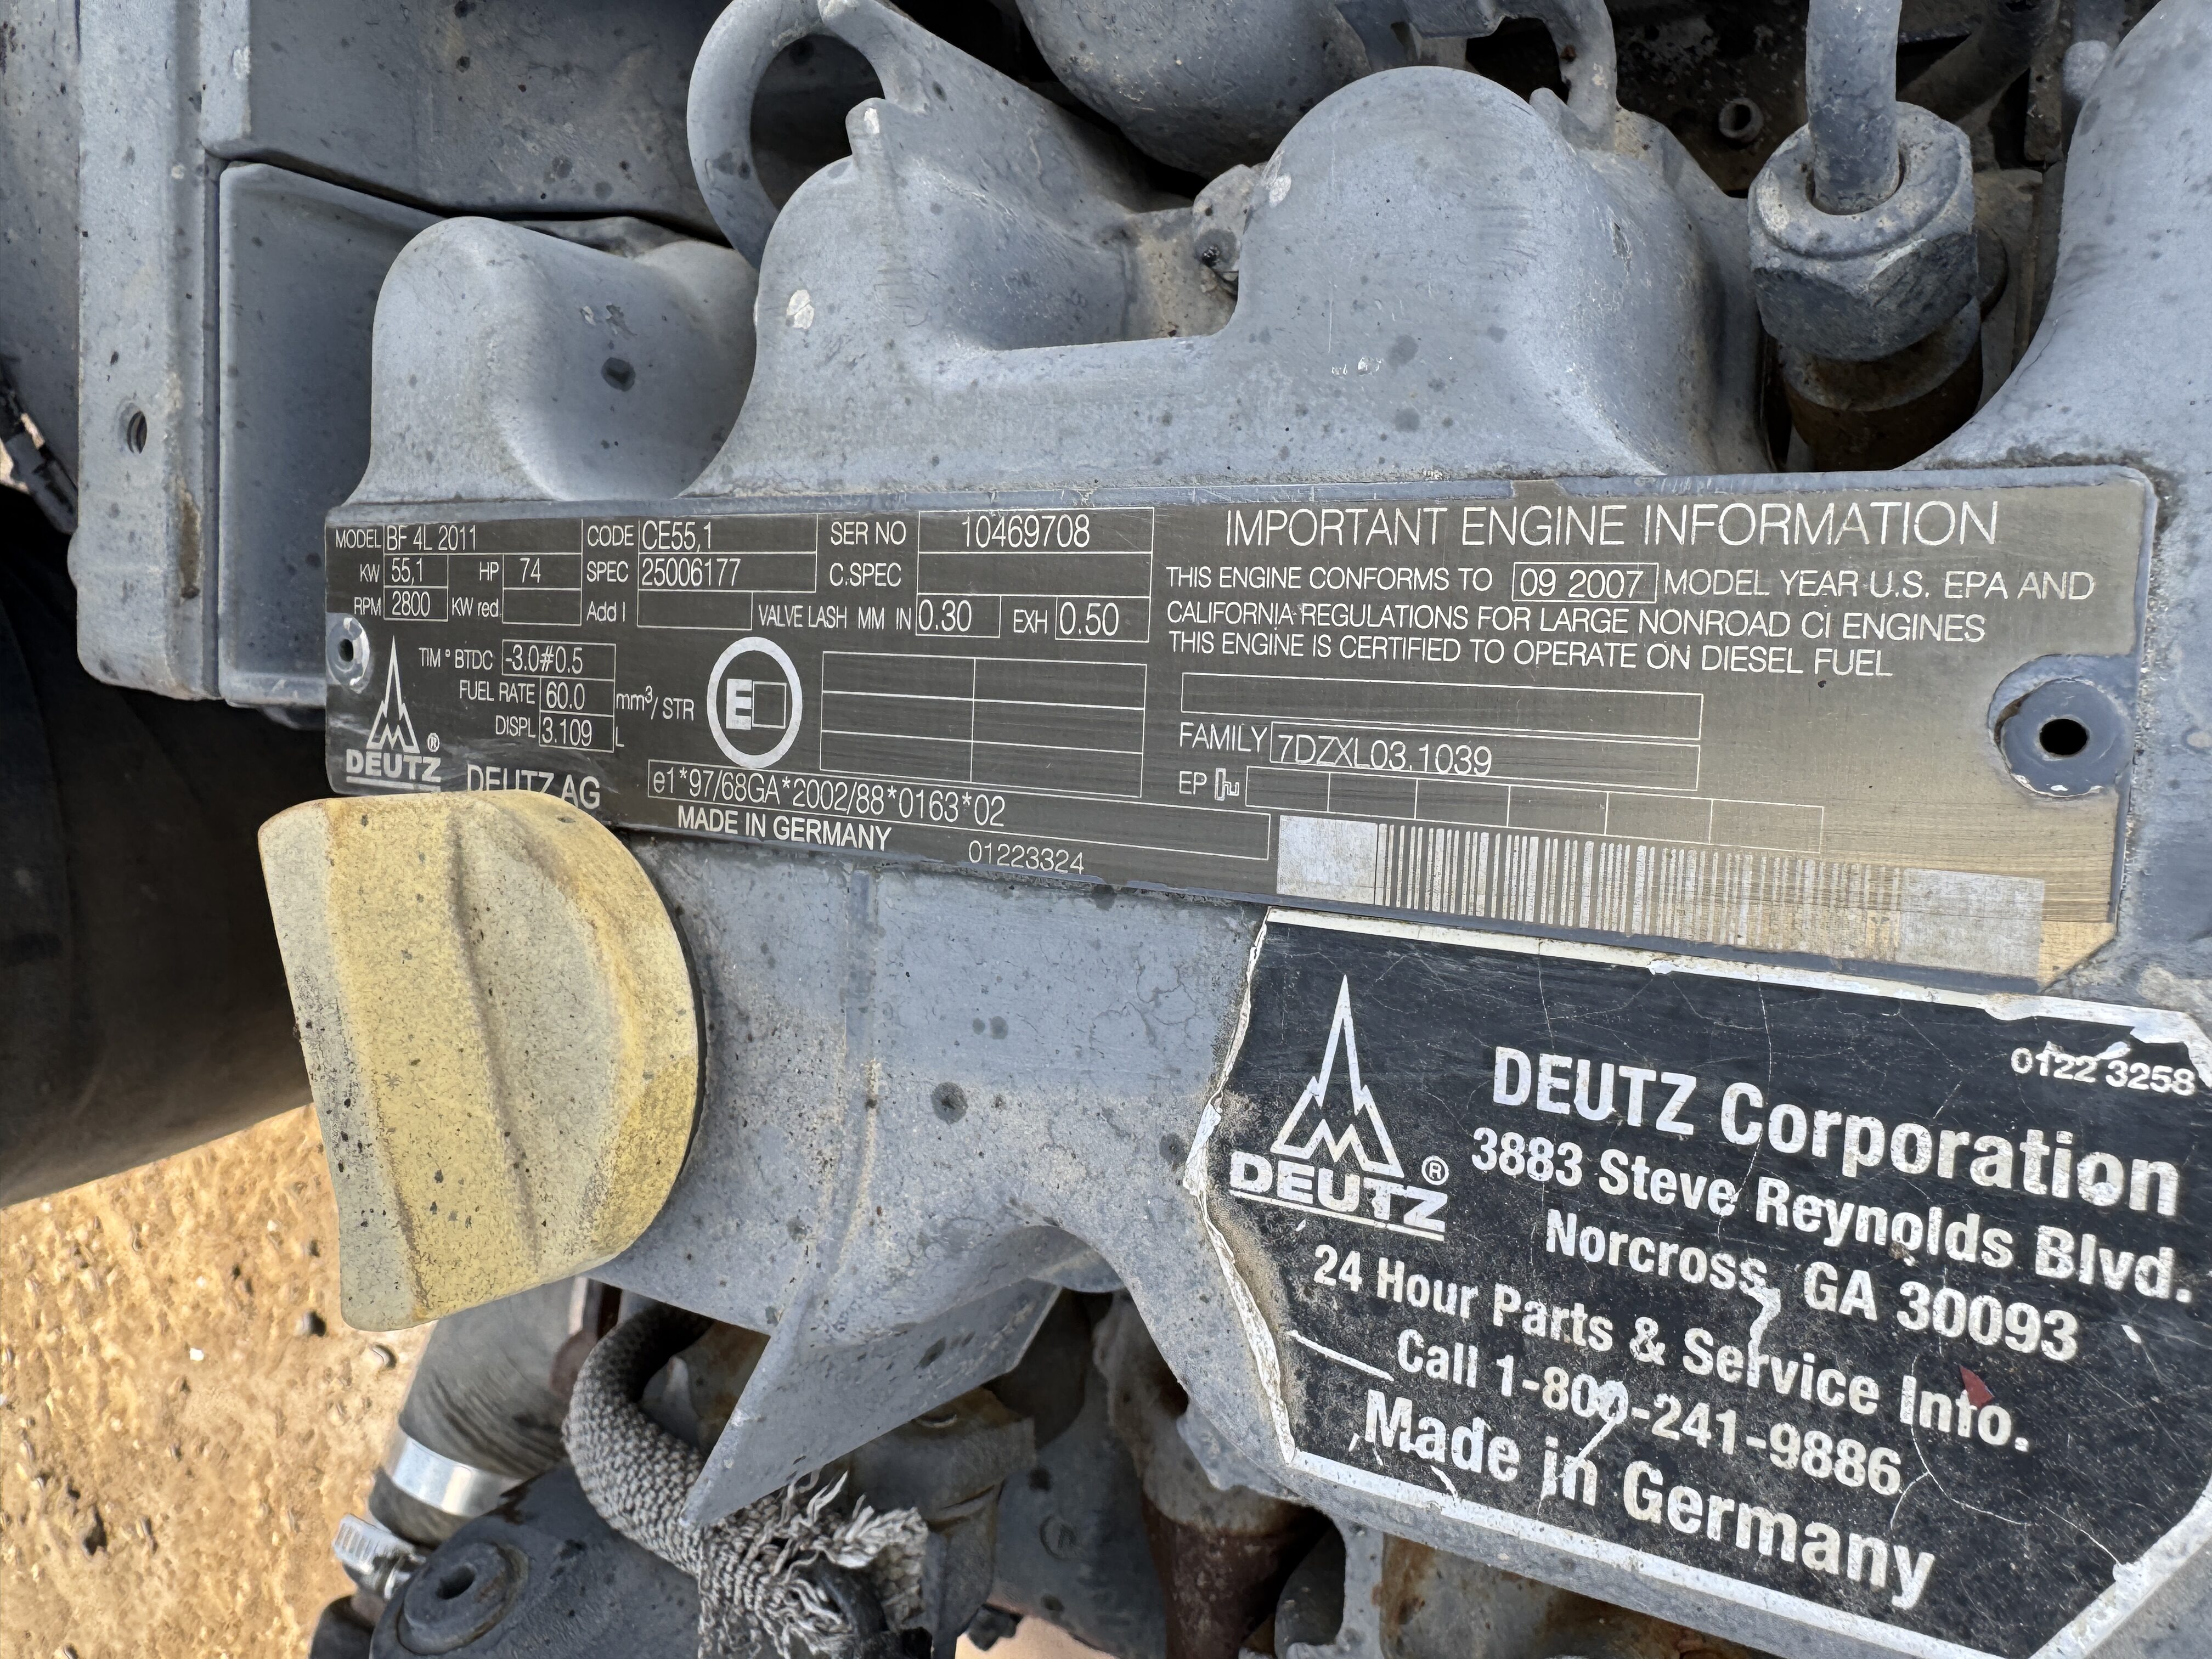 MODEL BF 4L 2011 CODE CE55,1 SER NO 10469708
KW 55,1 HP 74 SPEC 25006177 C.SPEC
RPM 2800 KW red. Add I VALVE LASH MM IN 0.30 EXH 0.50
TIM ° BTDC -3.0#0.5
FUEL RATE 60.0 mm³/ STR
DISPL 3.109 L
E
DEUTZ ®
DEUTZ AG
e1*97/68GA*2002/88*0163*02
MADE IN GERMANY
01223324
IMPORTANT ENGINE INFORMATION
THIS ENGINE CONFORMS TO 09 2007 MODEL YEAR U.S. EPA AND
CALIFORNIA REGULATIONS FOR LARGE NONROAD CI ENGINES
THIS ENGINE IS CERTIFIED TO OPERATE ON DIESEL FUEL
FAMILY 7DZXL03.1039
EP
0122 3258
DEUTZ ®
DEUTZ Corporation
3883 Steve Reynolds Blvd.
Norcross, GA 30093
24 Hour Parts & Service Info.
Call 1-800-241-9886
Made in Germany